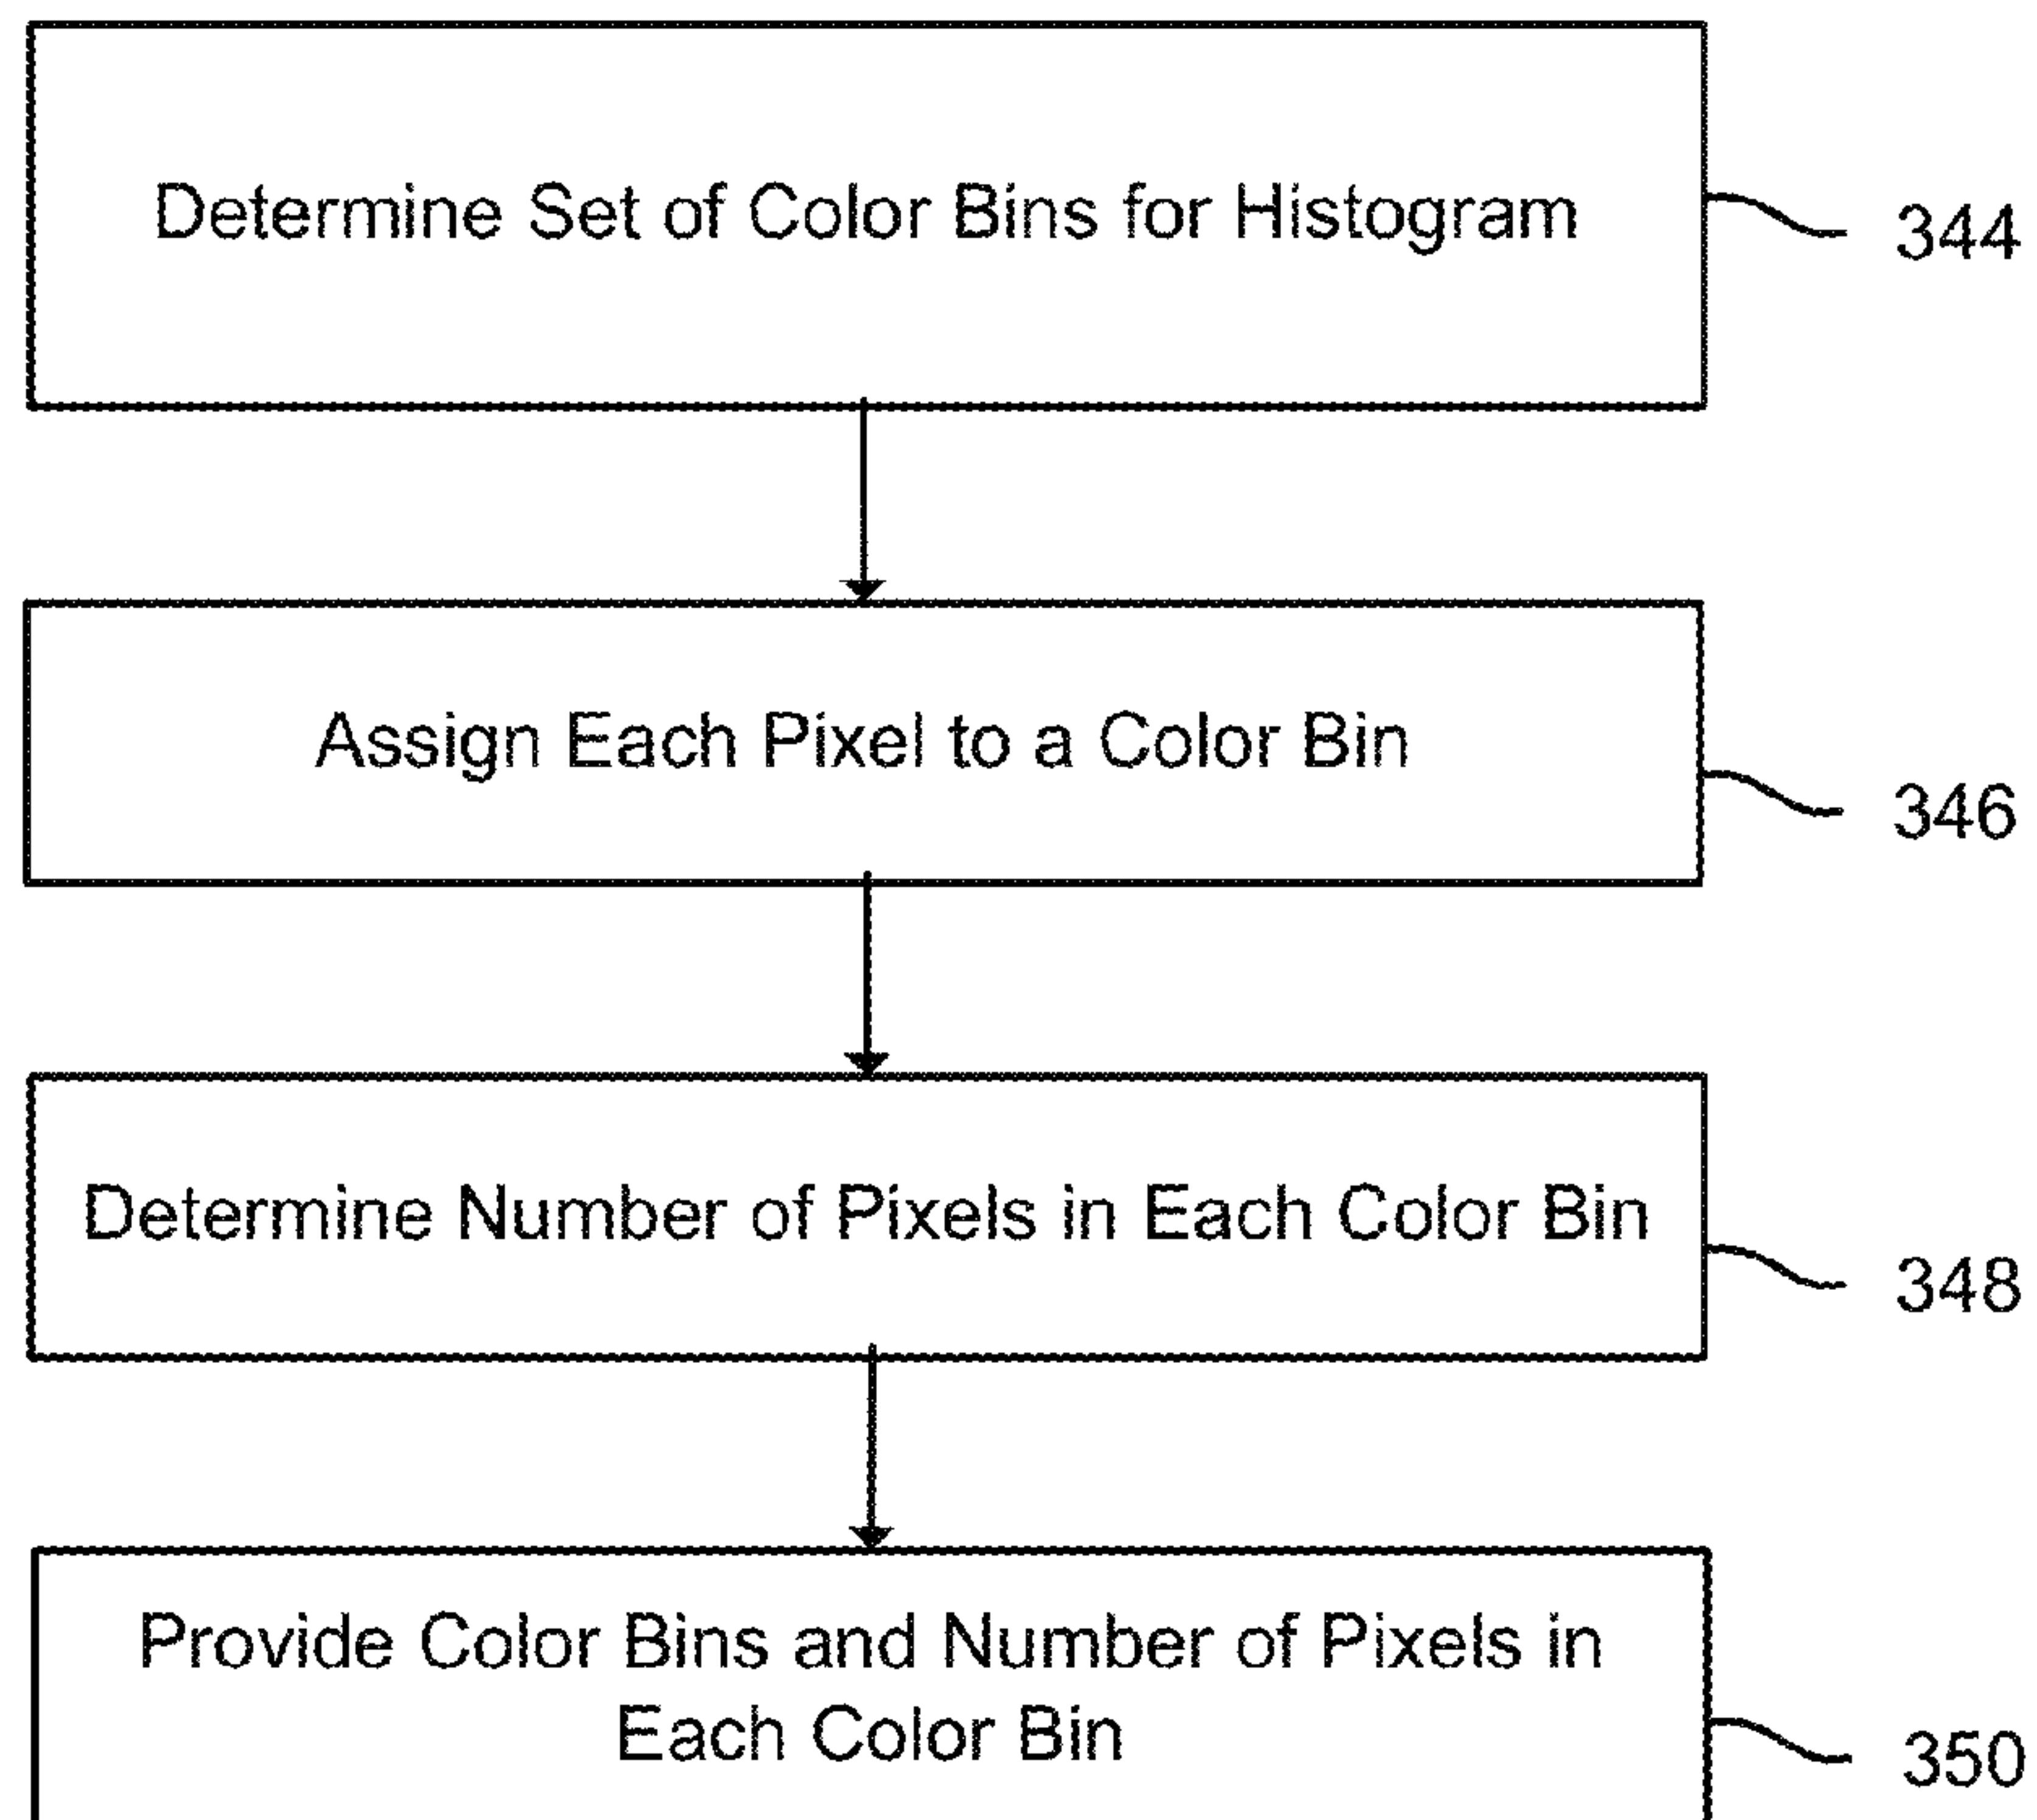 Determine Set of Color Bins for Histogram
344
Assign Each Pixel to a Color Bin
346
Determine Number of Pixels in Each Color Bin
348
Provide Color Bins and Number of Pixels in
Each Color Bin
350